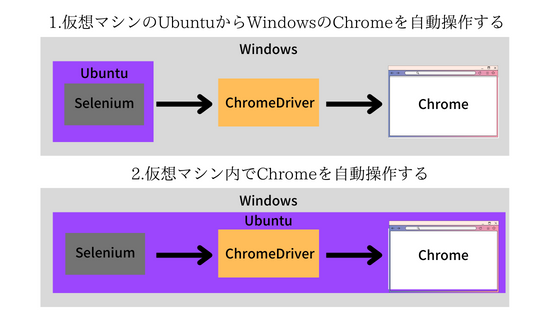 1.仮想マシンのUbuntuからWindowsのChromeを自動操作する
Windows
Ubuntu
Selenium
ChromeDriver
Chrome
2.仮想マシン内でChromeを自動操作する
Windows
Ubuntu
Selenium
ChromeDriver
Chrome